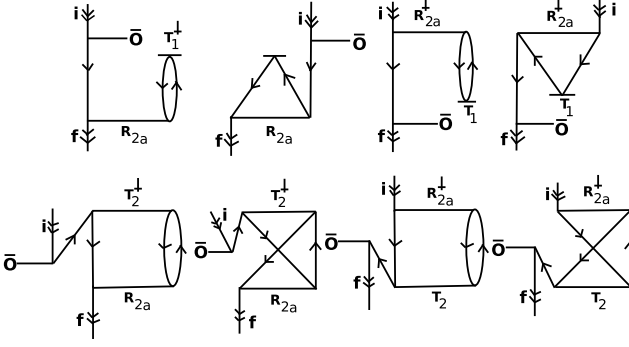 i Ō T₁† R₂ₐ f
i Ō R₂ₐ f
i R₂ₐ† T₁ Ō f
R₂ₐ† i T₁ Ō f
i T₂† Ō R₂ₐ f
i T₂† Ō R₂ₐ f
i R₂ₐ† Ō f T₂
i R₂ₐ† Ō f T₂